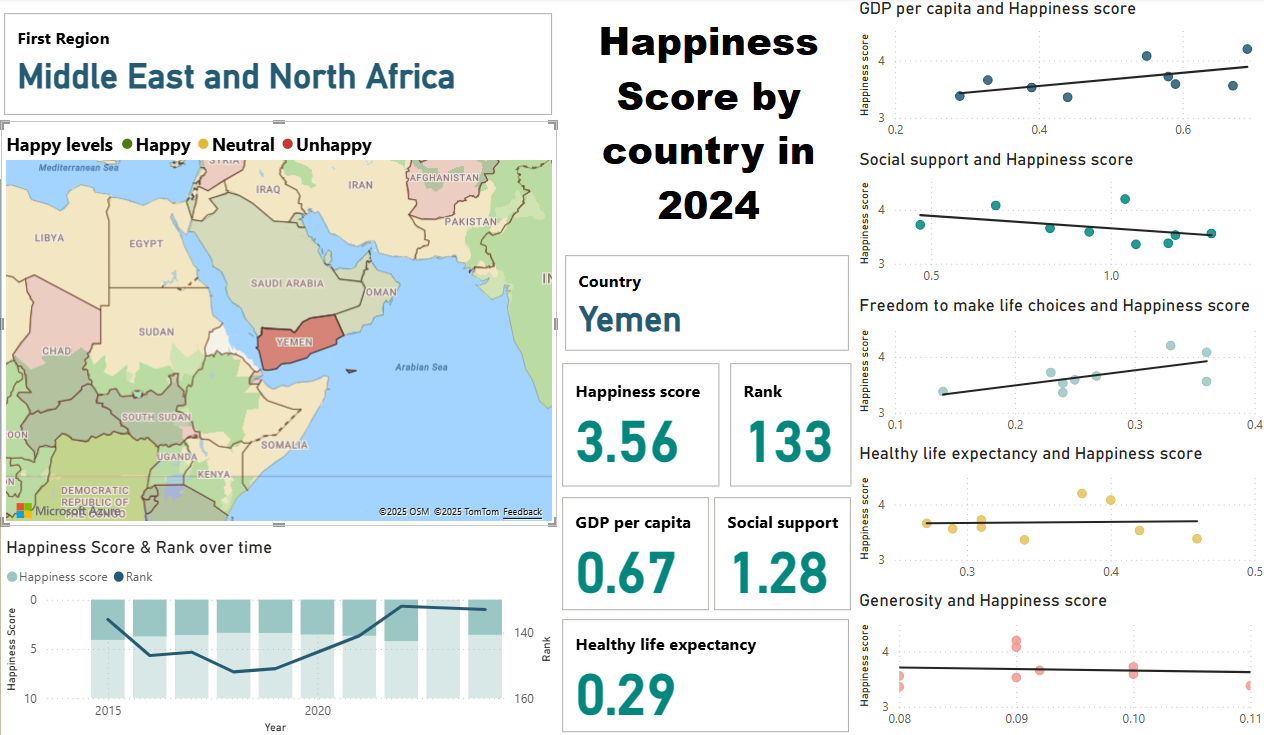 First Region
Middle East and North Africa
Happy levels Happy Neutral Unhappy
Mediterranean Sea
SYRIA
IRAQ
IRAN
AFGHANISTAN
PAKISTAN
LIBYA
EGYPT
SAUDI ARABIA
OMAN
IN
YEMEN
SUDAN
CHAD
Arabian Sea
SOUTH SUDAN
OON
SOMALIA
UGANDA
KENYA
DEMOCRATIC
REPUBLIC OF
THE CONGO
Microsoft Azure
©2025 OSM ©2025 TomTom Feedback
Happiness Score & Rank over time
Happiness score Rank
Happiness Score
0
5
10
140
160
Rank
2015
2020
Year
Happiness
Score by
country in
2024
Country
Yemen
Happiness score
3.56
Rank
133
GDP per capita
0.67
Social support
1.28
Healthy life expectancy
0.29
GDP per capita and Happiness score
Happiness score
4
3
0.2
0.4
0.6
Social support and Happiness score
Happiness score
4
3
0.5
1.0
Freedom to make life choices and Happiness score
Happiness score
4
3
0.1
0.2
0.3
0.4
Healthy life expectancy and Happiness score
Happiness score
4
3
0.3
0.4
0.5
Generosity and Happiness score
Happiness score
4
3
0.08
0.09
0.10
0.11